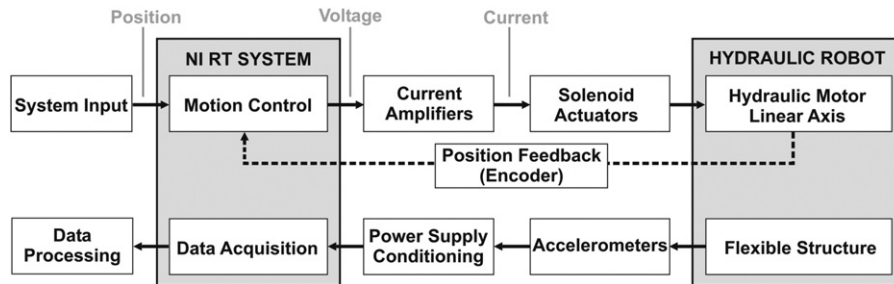 Position
Voltage
Current
NI RT SYSTEM
HYDRAULIC ROBOT
System Input
Motion Control
Current
Amplifiers
Solenoid
Actuators
Hydraulic Motor
Linear Axis
Position Feedback
(Encoder)
Data
Processing
Data Acquisition
Power Supply
Conditioning
Accelerometers
Flexible Structure